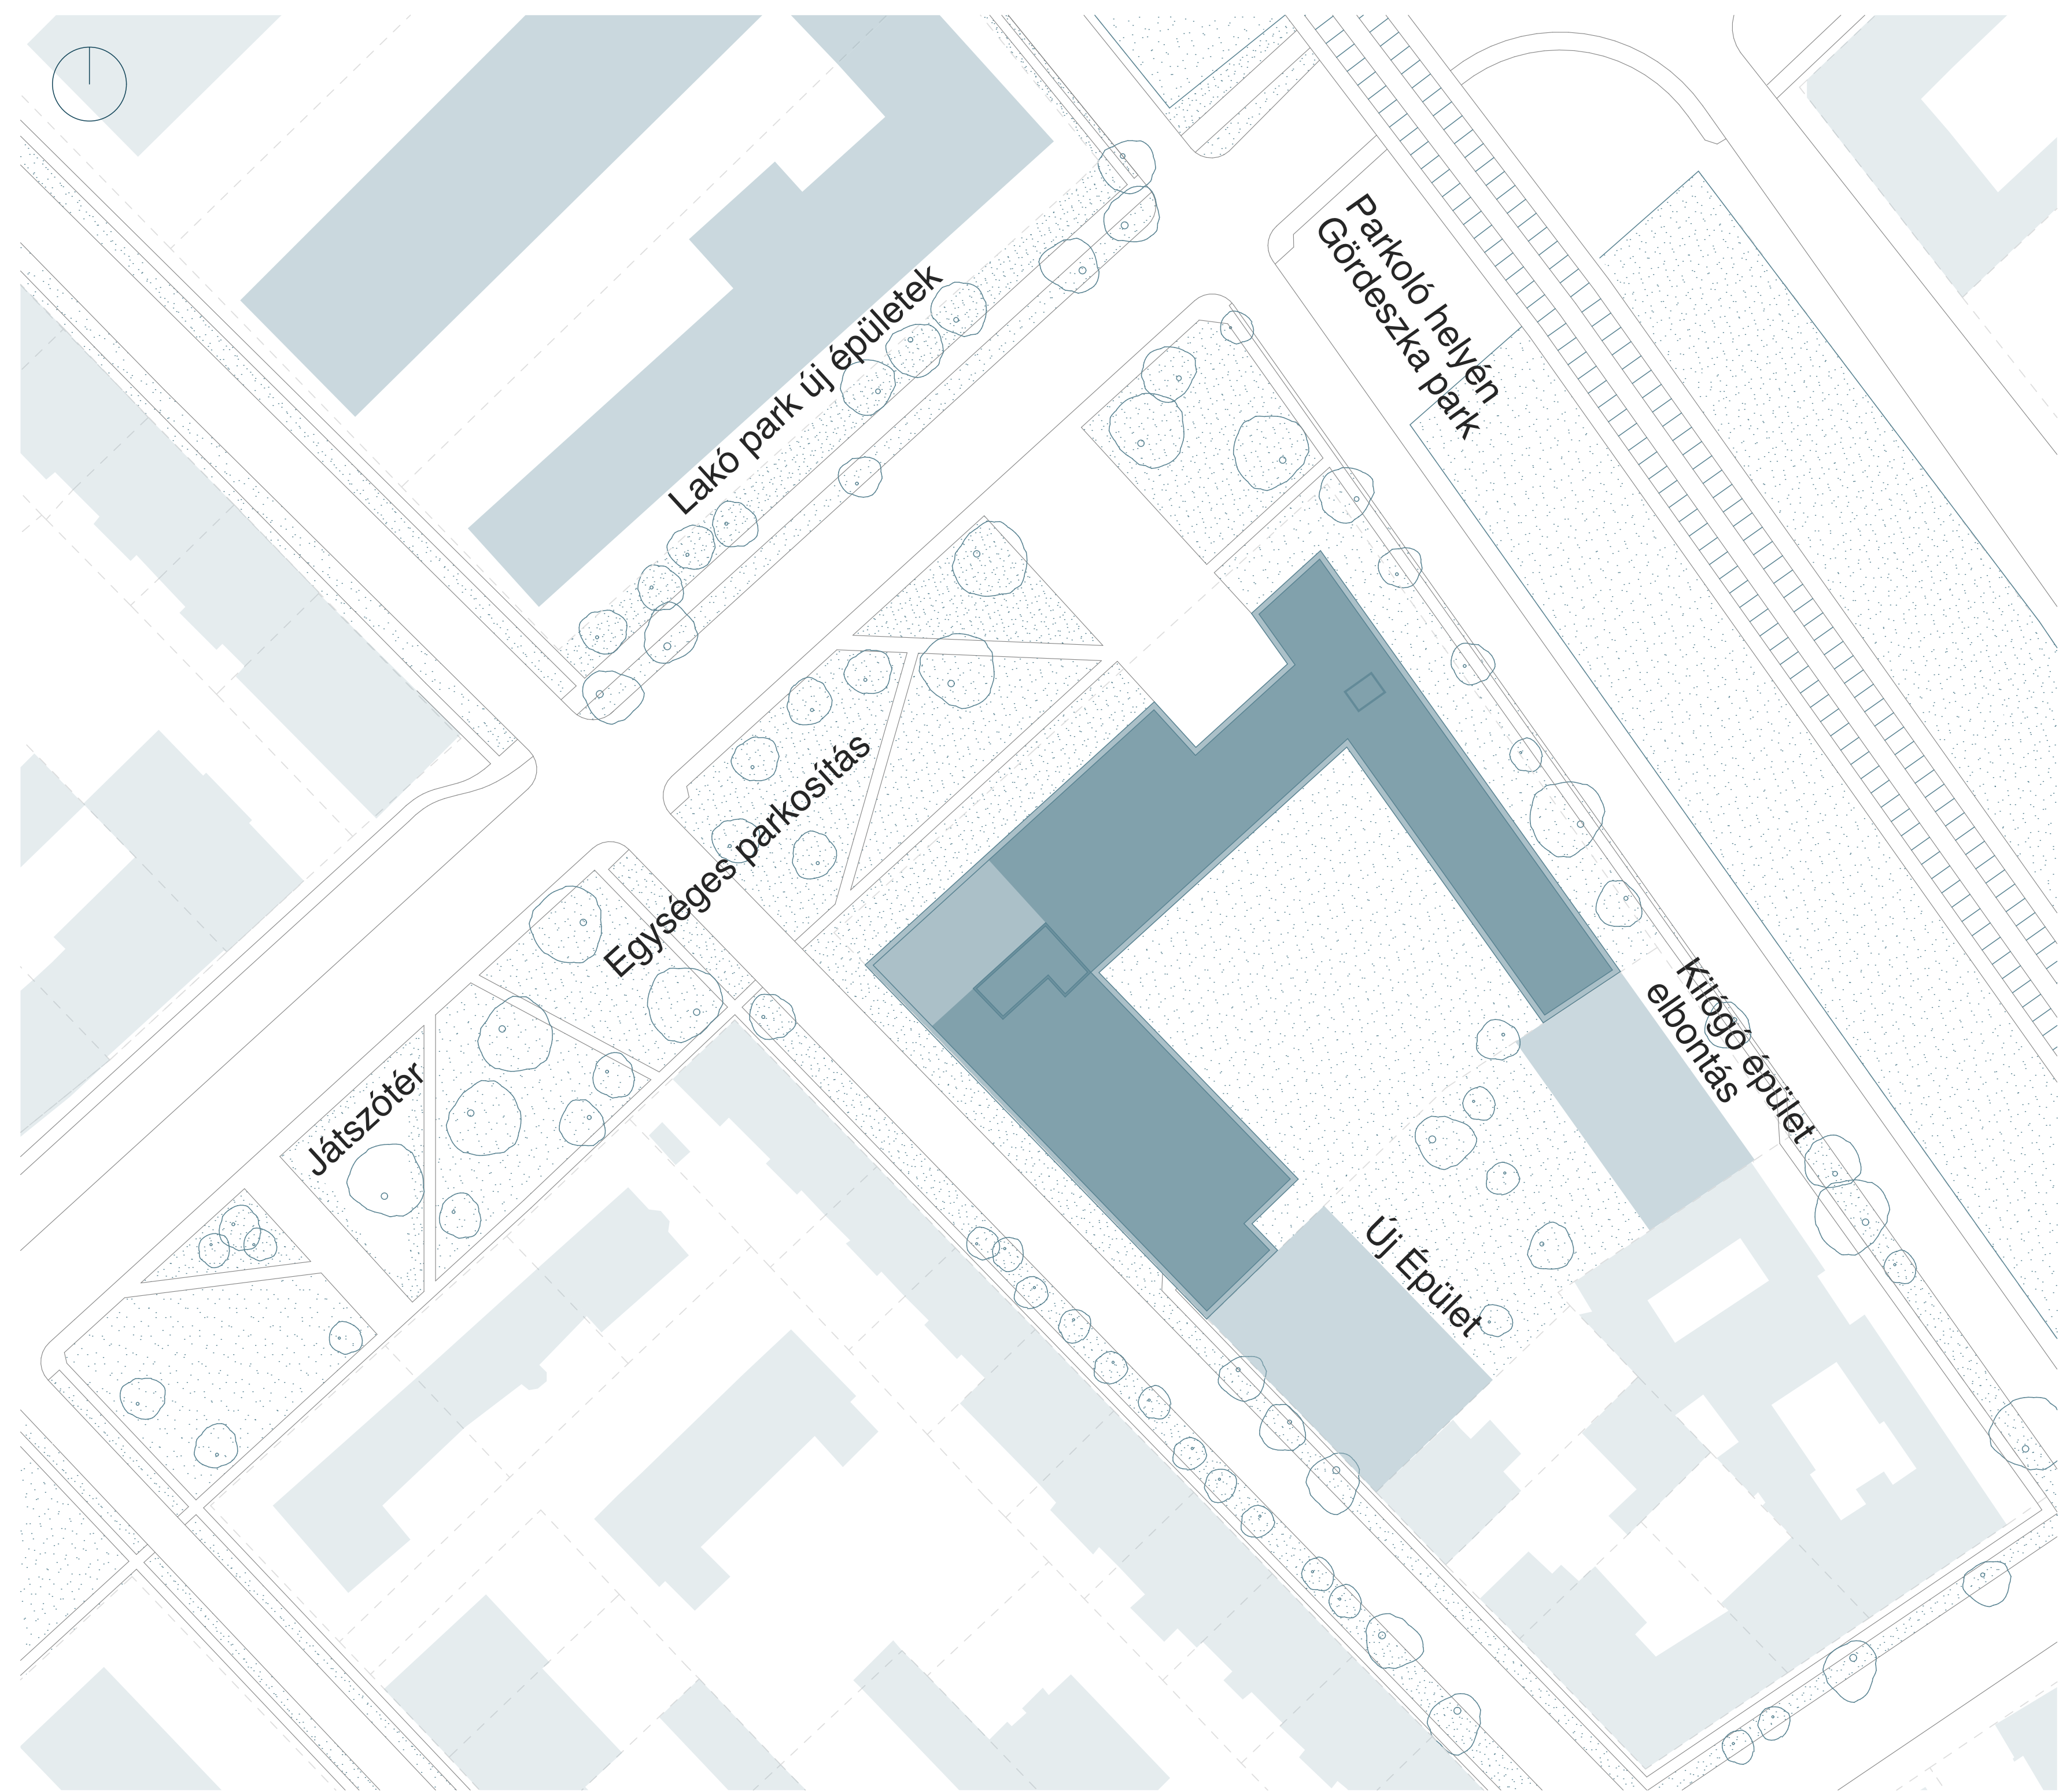 Parkoló helyén
Gördeszka park
Lakó park új épületek
Egységes parkosítás
Játszótér
Kilógó épület
elbontás
Új Épület